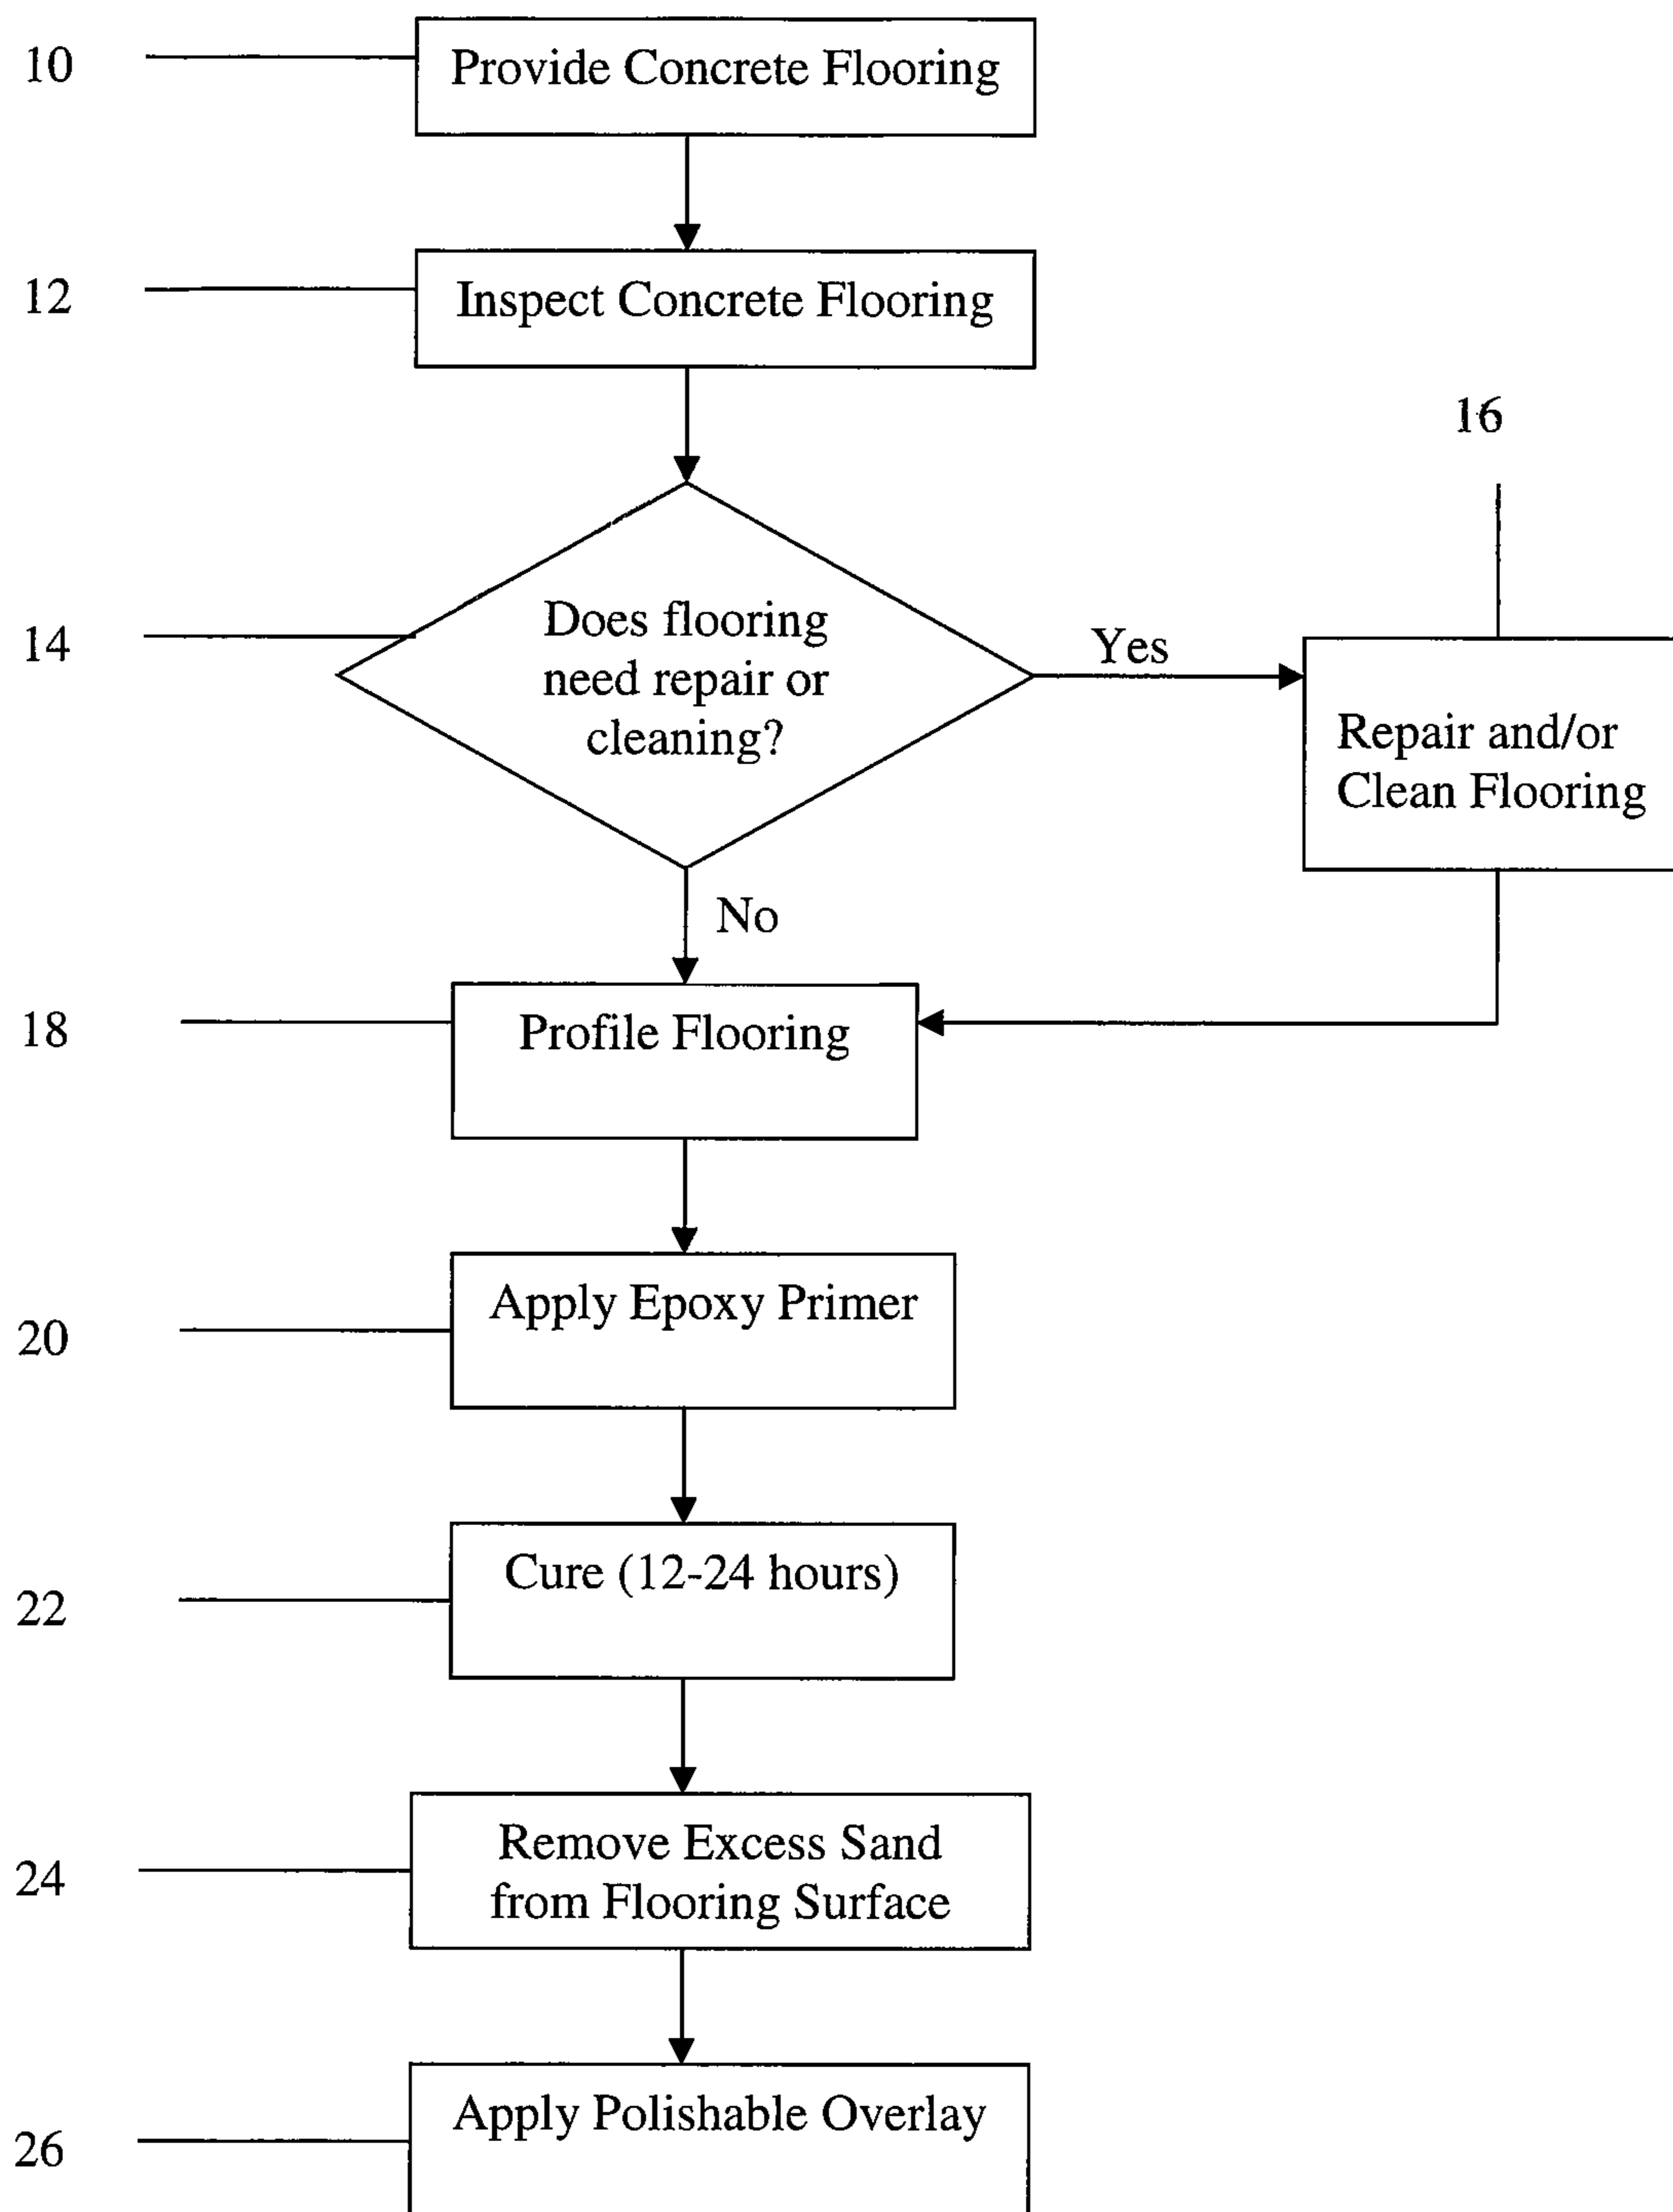 10
Provide Concrete Flooring
12
Inspect Concrete Flooring
16
14
Does flooring
need repair or
cleaning?
Yes
Repair and/or
Clean Flooring
No
18
Profile Flooring
20
Apply Epoxy Primer
22
Cure (12-24 hours)
24
Remove Excess Sand
from Flooring Surface
26
Apply Polishable Overlay